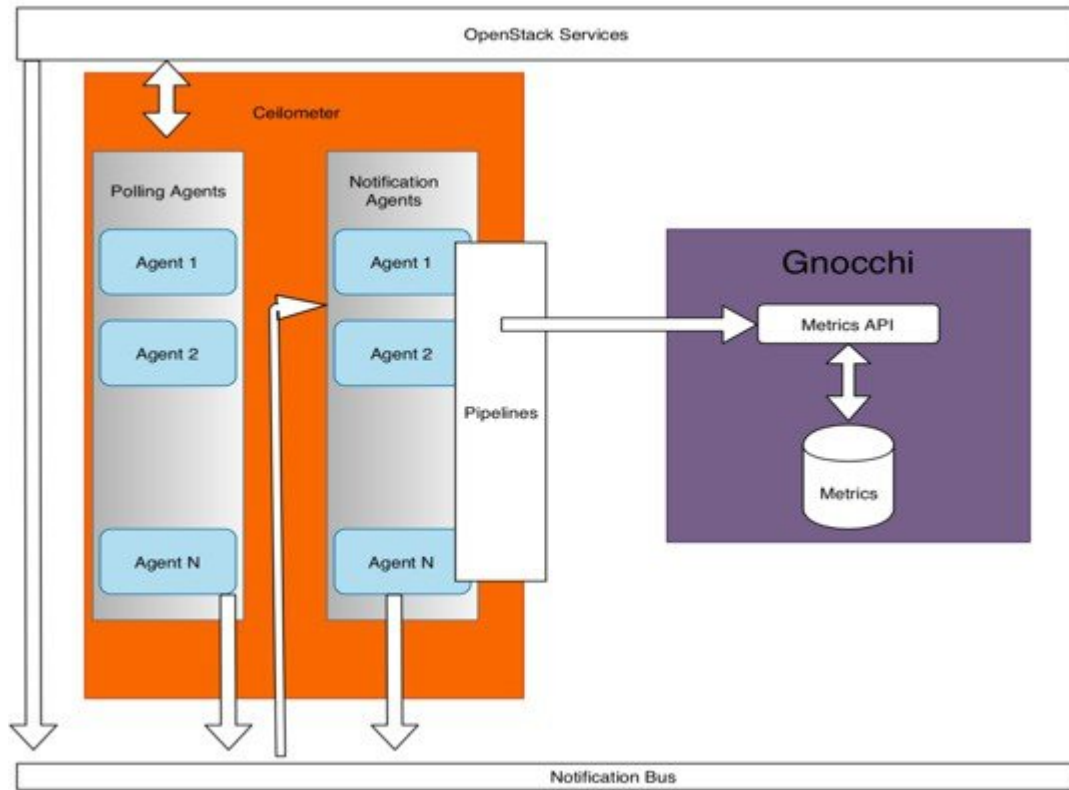 OpenStack Services
Ceilometer
Polling Agents
Agent 1
Agent 2
Agent N
Notification
Agents
Agent 1
Agent 2
Agent N
Pipelines
Gnocchi
Metrics API
Metrics
Notification Bus